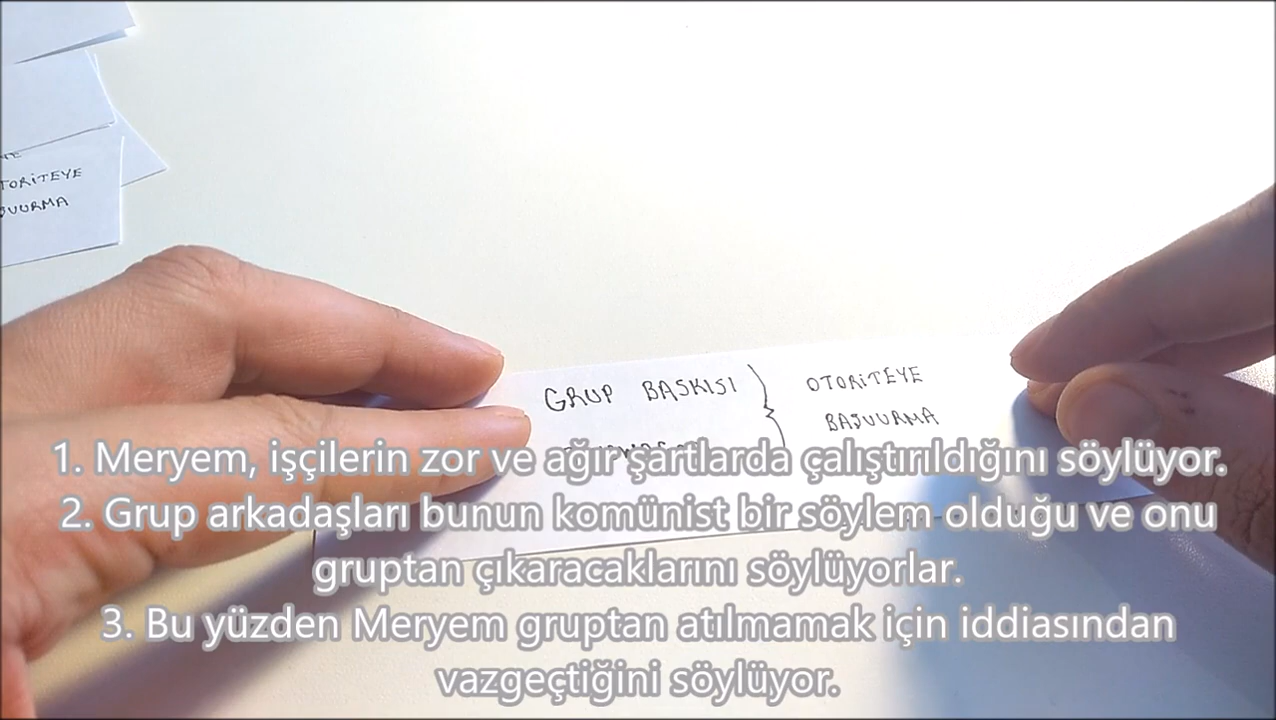 TORİTEYE
GRUP BASKISI
OTORİTEYE
BAŞVURMA
1. Meryem, işçilerin zor ve ağır şartlarda çalıştırıldığını söylüyor.
2. Grup arkadaşları bunun komünist bir söylem olduğu ve onu
gruptan çıkaracaklarını söylüyorlar.
3. Bu yüzden Meryem gruptan atılmamak için iddiasından
vazgeçtiğini söylüyor.